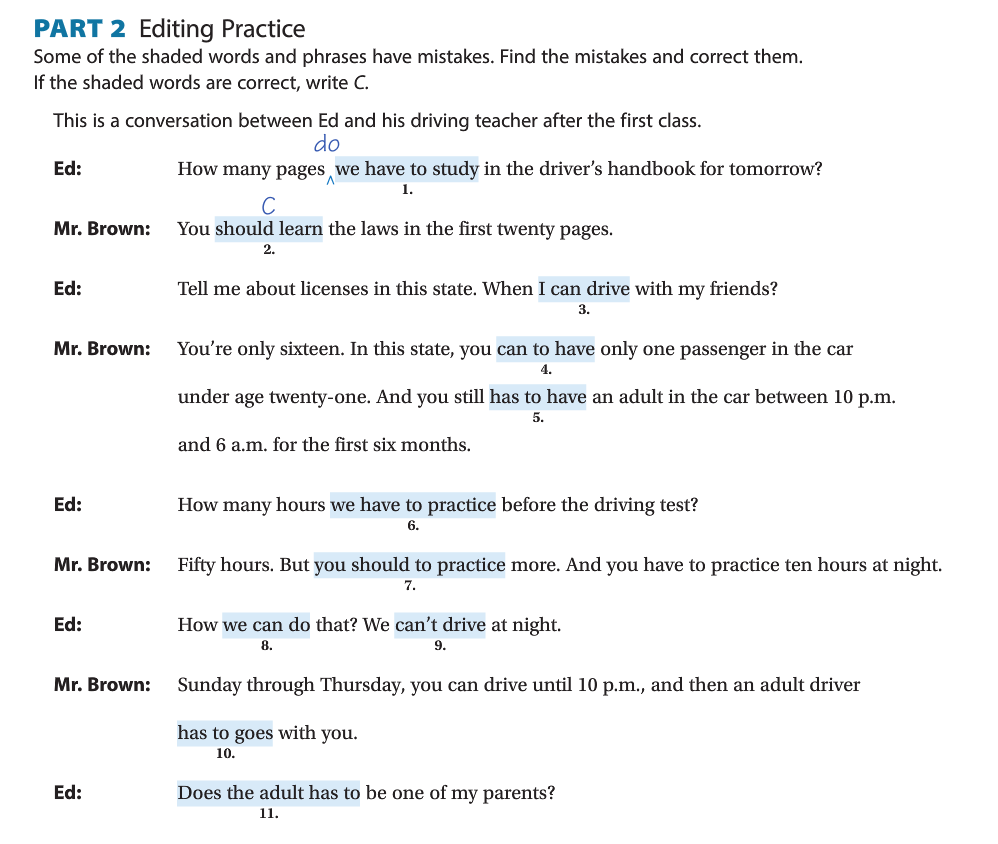 PART 2 Editing Practice
Some of the shaded words and phrases have mistakes. Find the mistakes and correct them.
If the shaded words are correct, write C.
This is a conversation between Ed and his driving teacher after the first class.
do
Ed: How many pages ^ we have to study in the driver's handbook for tomorrow?
1.
C
Mr. Brown: You should learn the laws in the first twenty pages.
2.
Ed: Tell me about licenses in this state. When I can drive with my friends?
3.
Mr. Brown: You're only sixteen. In this state, you can to have only one passenger in the car
4.
under age twenty-one. And you still has to have an adult in the car between 10 p.m.
5.
and 6 a.m. for the first six months.
Ed: How many hours we have to practice before the driving test?
6.
Mr. Brown: Fifty hours. But you should to practice more. And you have to practice ten hours at night.
7.
Ed: How we can do that? We can't drive at night.
8. 9.
Mr. Brown: Sunday through Thursday, you can drive until 10 p.m., and then an adult driver
has to goes with you.
10.
Ed: Does the adult has to be one of my parents?
11.